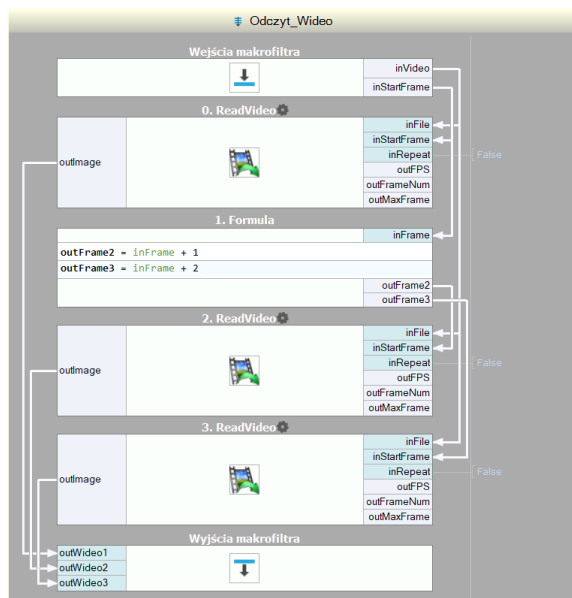 Odczyt_Wideo
Wejścia makrofiltra
inVideo
inStartFrame
0. ReadVideo
inFile
inStartFrame
outImage
inRepeat
False
outFPS
outFrameNum
outMaxFrame
1. Formula
inFrame
outFrame2 = inFrame + 1
outFrame3 = inFrame + 2
outFrame2
outFrame3
2. ReadVideo
inFile
inStartFrame
outImage
inRepeat
False
outFPS
outFrameNum
outMaxFrame
3. ReadVideo
inFile
inStartFrame
outImage
inRepeat
False
outFPS
outFrameNum
outMaxFrame
Wyjścia makrofiltra
outWideo1
outWideo2
outWideo3